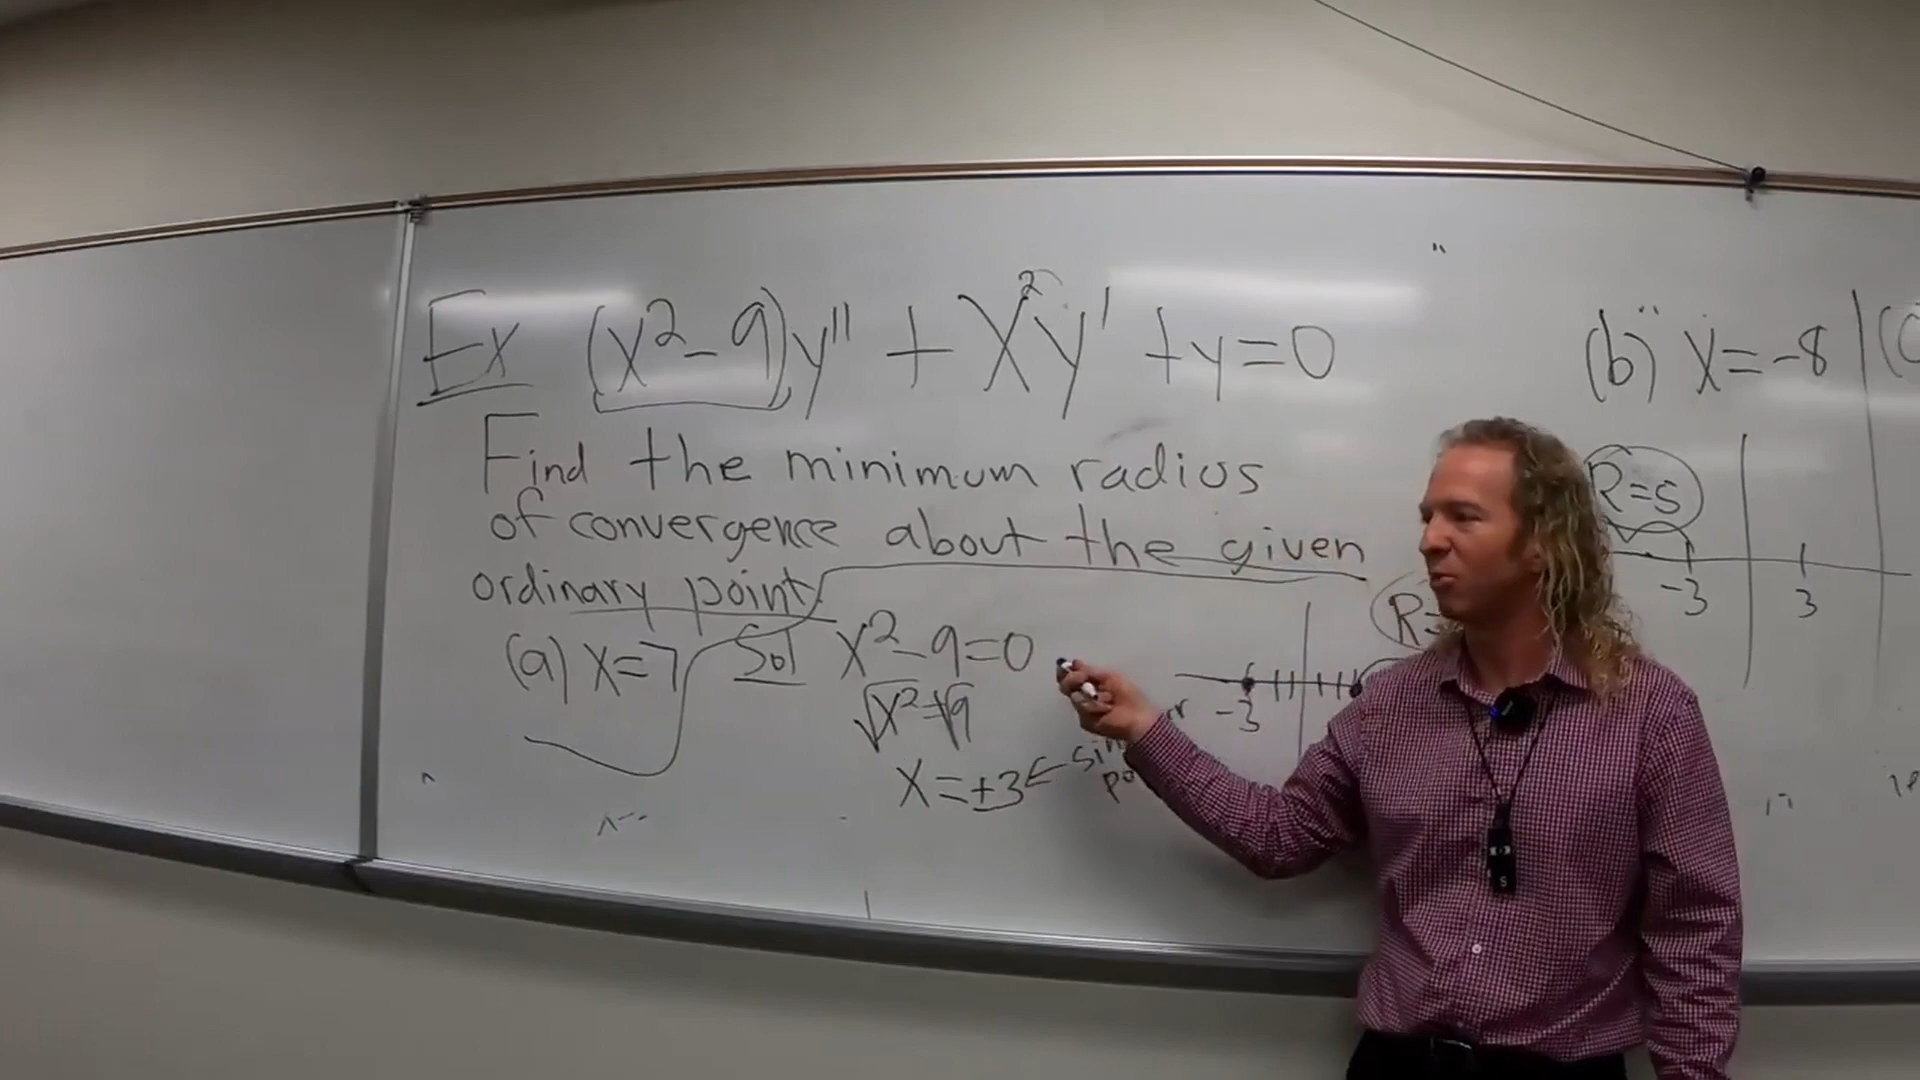 Ex (x²-9)y" + x²y' + y = 0
Find the minimum radius
of convergence about the given
ordinary point.
(a) x=7 Sol x²-9=0
√x²=√9
x=±3 ←
-3
R=
(b) x=-8
R=5
-3 3